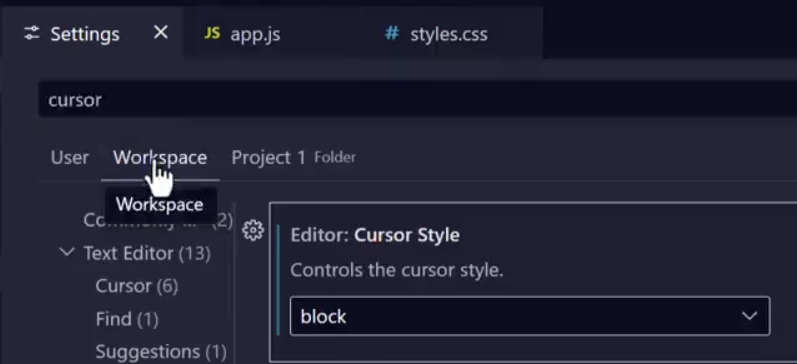 Settings
JS app.js
# styles.css
cursor
User Workspace Project 1 Folder
Workspace
(2)
Text Editor (13)
Cursor (6)
Find (1)
Suggestions (1)
Editor: Cursor Style
Controls the cursor style.
block